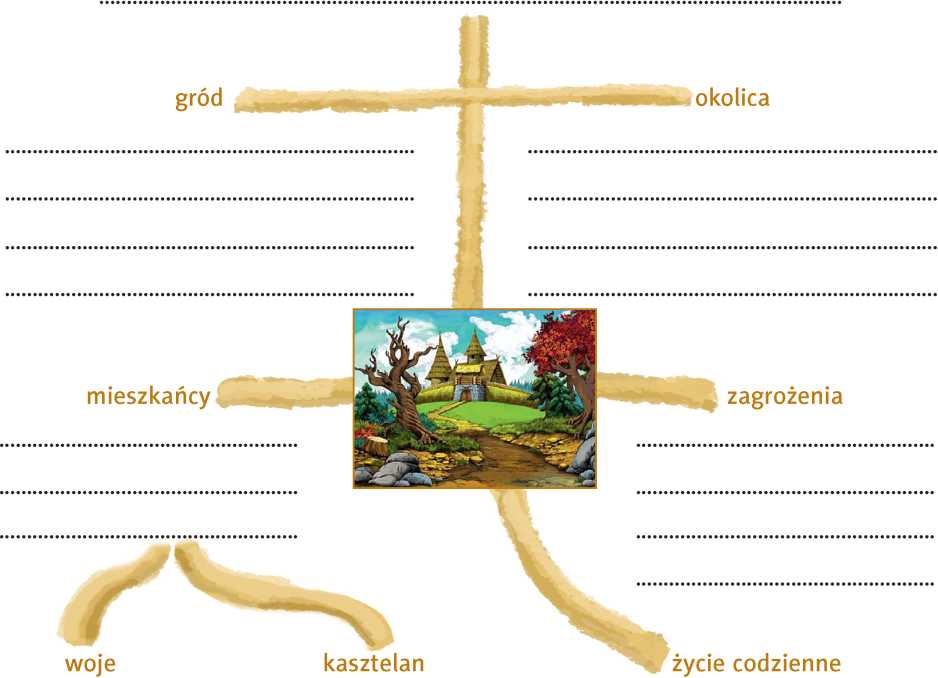 gród okolica
mieszkańcy zagrożenia
woje kasztelan życie codzienne